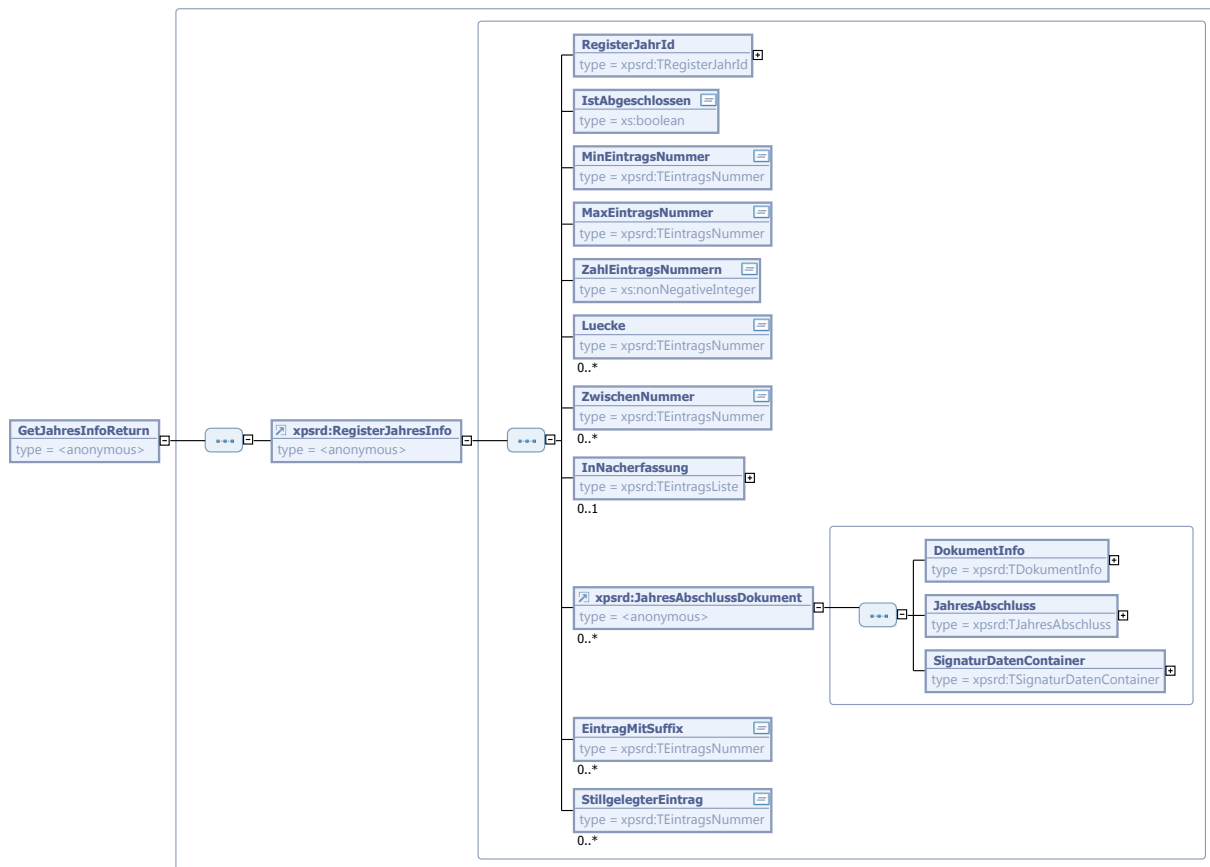 GetJahresInfoReturn
type = <anonymous>
xpsrd:RegisterJahresInfo
type = <anonymous>
RegisterJahrId
type = xpsrd:TRegisterJahrId
IstAbgeschlossen
type = xs:boolean
MinEintragsNummer
type = xpsrd:TEintragsNummer
MaxEintragsNummer
type = xpsrd:TEintragsNummer
ZahlEintragsNummern
type = xs:nonNegativeInteger
Luecke
type = xpsrd:TEintragsNummer
0..*
ZwischenNummer
type = xpsrd:TEintragsNummer
0..*
InNacherfassung
type = xpsrd:TEintragsListe
0..1
xpsrd:JahresAbschlussDokument
type = <anonymous>
0..*
DokumentInfo
type = xpsrd:TDokumentInfo
JahresAbschluss
type = xpsrd:TJahresAbschluss
SignaturDatenContainer
type = xpsrd:TSignaturDatenContainer
EintragMitSuffix
type = xpsrd:TEintragsNummer
0..*
StillgelegterEintrag
type = xpsrd:TEintragsNummer
0..*